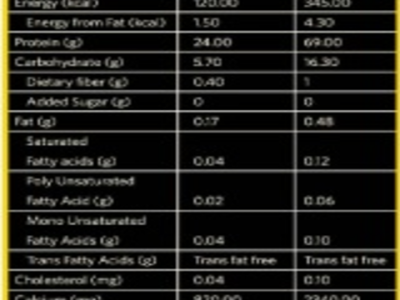 Energy (kcal) 120.00 345.00
Energy from Fat (kcal) 1.50 4.30
Protein (g) 24.00 69.00
Carbohydrate (g) 5.70 16.30
Dietary fiber (g) 0.40 1
Added Sugar (g) 0 0
Fat (g) 0.17 0.48
Saturated
Fatty acids (g) 0.04 0.12
Poly Unsaturated
Fatty Acid (g) 0.02 0.06
Mono Unsaturated
Fatty Acids (g) 0.04 0.10
Trans Fatty Acids (g) Trans fat free Trans fat free
Cholesterol (mg) 0.04 0.10
Calcium (mg)